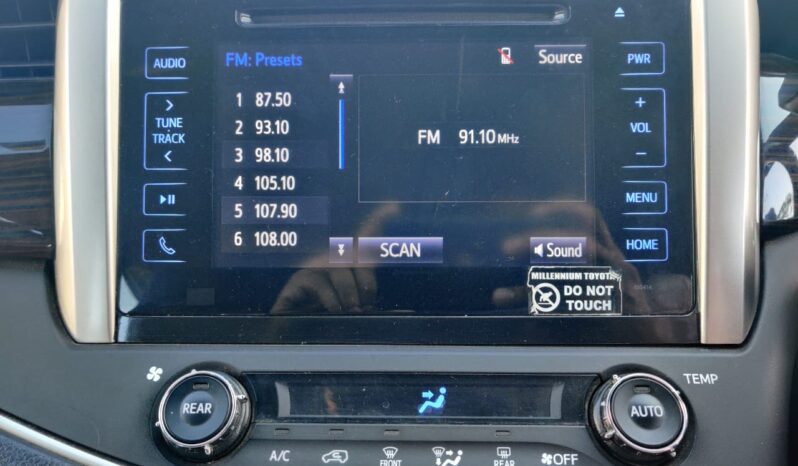 AUDIO
FM: Presets
Source
PWR
TUNE
TRACK
1 87.50
2 93.10
3 98.10
4 105.10
5 107.90
6 108.00
FM 91.10 MHz
+
VOL
-
MENU
SCAN
Sound
HOME
MILLENNIUM TOYOTA
DO NOT
TOUCH
REAR
AUTO
TEMP
A/C
FRONT
REAR
OFF